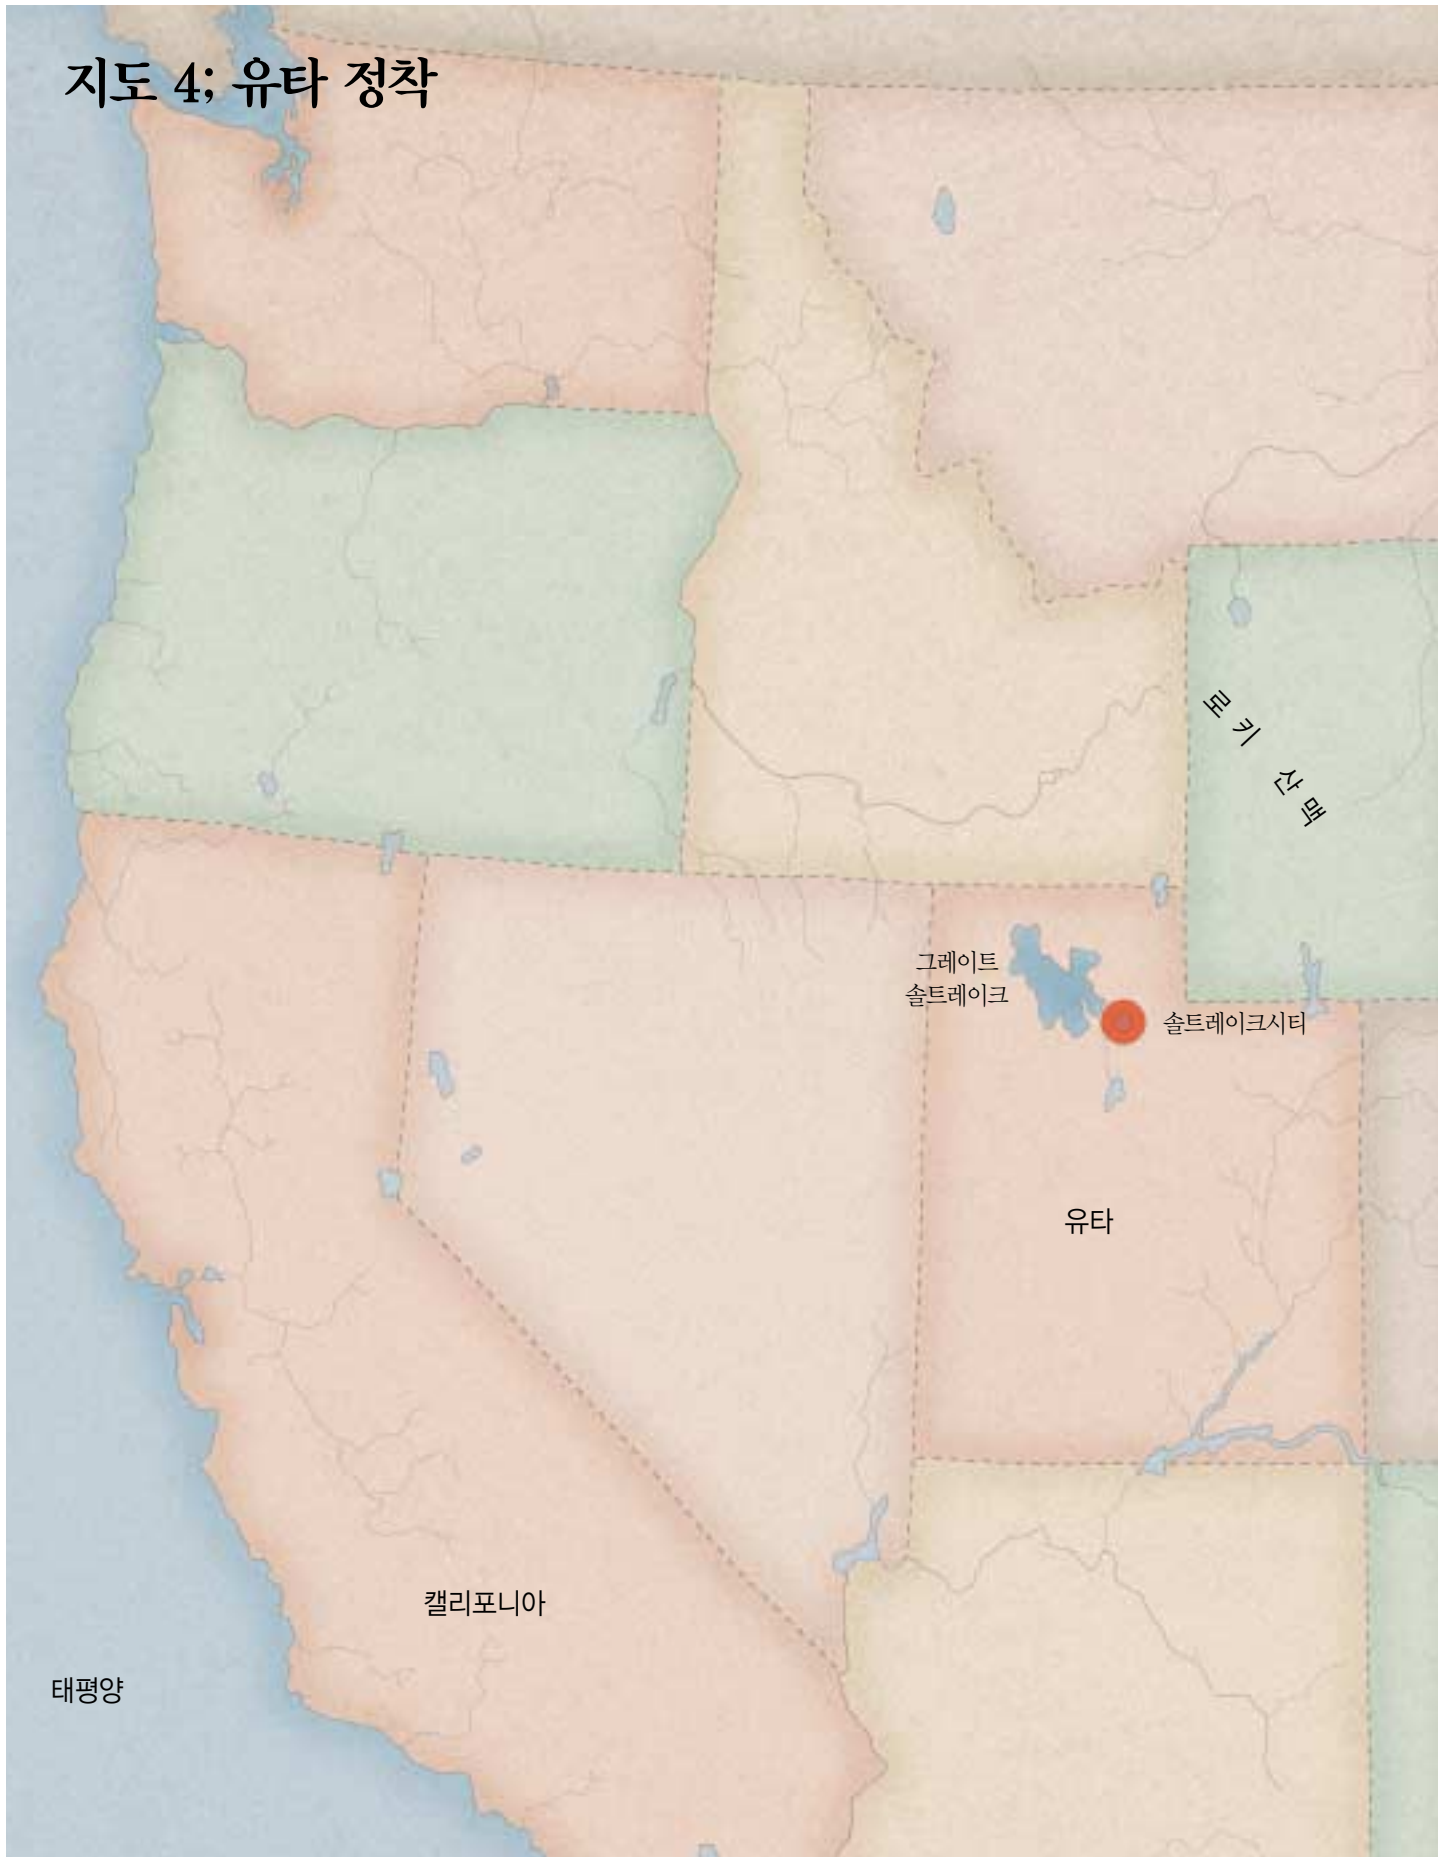 지도 4; 유타 정착
로키 산맥
그레이트
솔트레이크
솔트레이크시티
유타
캘리포니아
태평양